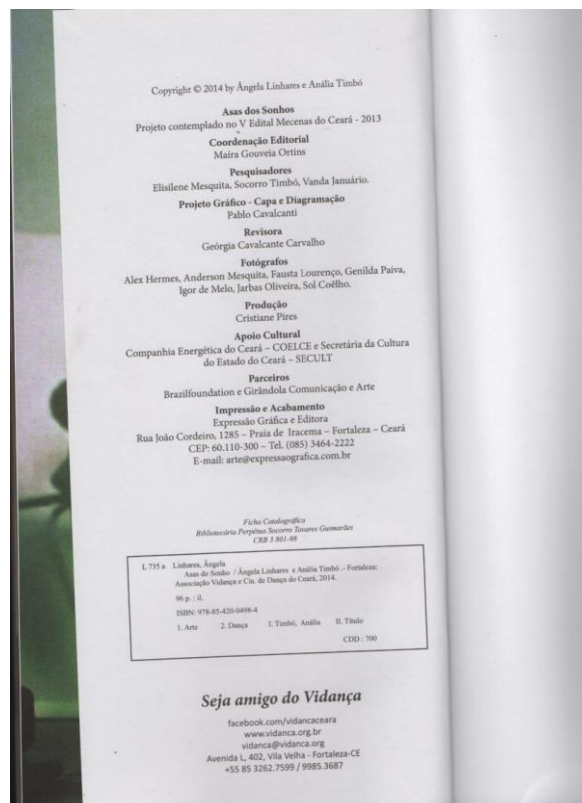 Copyright © 2014 by Ângela Linhares e Anália Timbó
Asas dos Sonhos
Projeto contemplado no V Edital Mecenas do Ceará - 2013
Coordenação Editorial
Maira Gouveia Ortins
Pesquisadores
Elisilene Mesquita, Socorro Timbó, Vanda Januário.
Projeto Gráfico - Capa e Diagramação
Pablo Cavalcanti
Revisora
Geórgia Cavalcante Carvalho
Fotógrafos
Alex Hermes, Anderson Mesquita, Fausta Lourenço, Genilda Paiva,
Igor de Melo, Jarbas Oliveira, Sol Coêlho.
Produção
Cristiane Pires
Apoio Cultural
Companhia Energética do Ceará – COELCE e Secretária da Cultura
do Estado do Ceará – SECULT
Parceiros
Brazilfoundation e Girândola Comunicação e Arte
Impressão e Acabamento
Expressão Gráfica e Editora
Rua João Cordeiro, 1285 – Praia de Iracema – Fortaleza – Ceará
CEP: 60.110-300 – Tel. (085) 3464-2222
E-mail: arte@expressaografica.com.br
Ficha Catalográfica
Bibliotecária Perpétua Socorro Tavares Guimarães
CRB 3 801-98
L 735 a Linhares, Ângela
Asas do Sonho / Ângela Linhares e Anália Timbó .- Fortaleza:
Associação Vidança e Cia. de Dança do Ceará, 2014.
96 p. : il.
ISBN: 978-85-420-0498-4
1. Arte 2. Dança I. Timbó, Anália II. Título
CDD : 700
Seja amigo do Vidança
facebook.com/vidancaceara
www.vidanca.org.br
vidanca@vidanca.org
Avenida L, 402, Vila Velha - Fortaleza-CE
+55 85 3262.7599 / 9985.3687